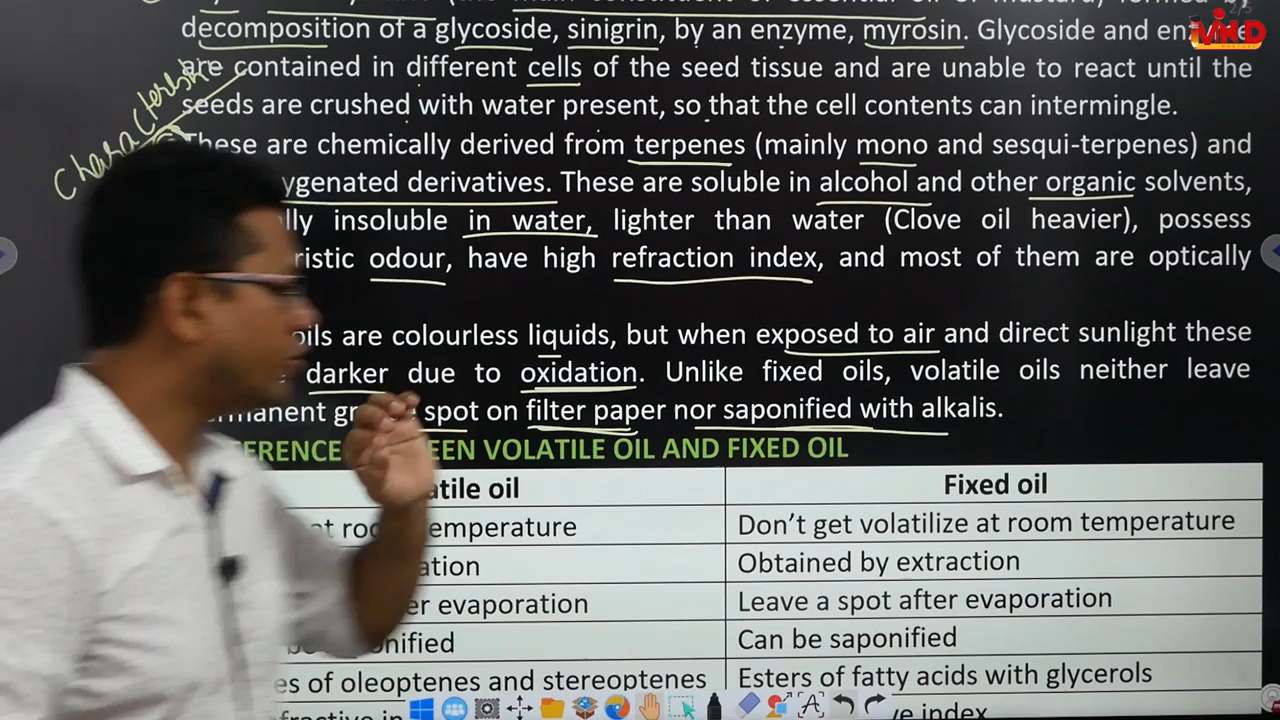 decomposition of a glycoside, sinigrin, by an enzyme, myrosin. Glycoside and
are contained in different cells of the seed tissue and are unable to react until the
seeds are crushed with water present, so that the cell contents can intermingle.
These are chemically derived from terpenes (mainly mono and sesqui-terpenes) and
ygenated derivatives. These are soluble in alcohol and other organic solvents,
lly insoluble in water, lighter than water (Clove oil heavier), possess
ristic odour, have high refraction index, and most of them are optically
oils are colourless liquids, but when exposed to air and direct sunlight these
darker due to oxidation. Unlike fixed oils, volatile oils neither leave
spot on filter paper nor saponified with alkalis.
ERENCE EEN VOLATILE OIL AND FIXED OIL
atile oil Fixed oil
temperature Don't get volatilize at room temperature
ation Obtained by extraction
er evaporation Leave a spot after evaporation
nified Can be saponified
es of oleoptenes and stereoptenes Esters of fatty acids with glycerols
index